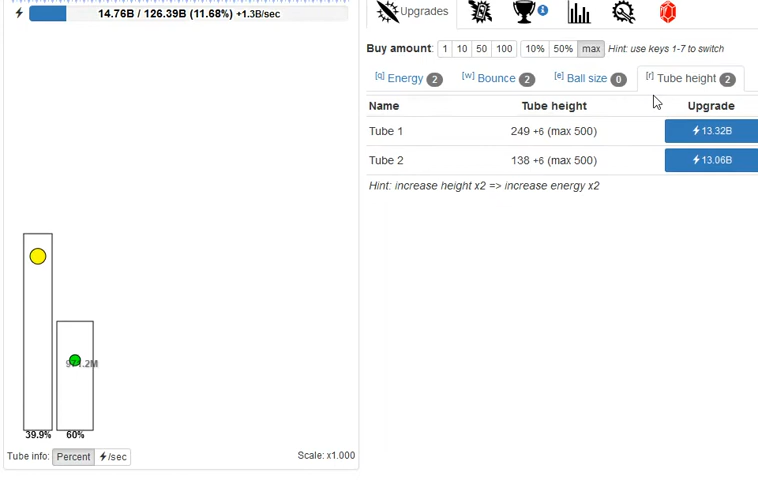 14.76B / 126.39B (11.68%) +1.3B/sec
Upgrades
Buy amount: 1 10 50 100 10% 50% max Hint: use keys 1-7 to switch
[q] Energy 2 [w] Bounce 2 [e] Ball size 0 [r] Tube height 2
Name Tube height Upgrade
Tube 1 249 +6 (max 500) 13.32B
Tube 2 138 +6 (max 500) 13.06B
Hint: increase height x2 => increase energy x2
39.9% 60%
Tube info: Percent /sec Scale: x1.000